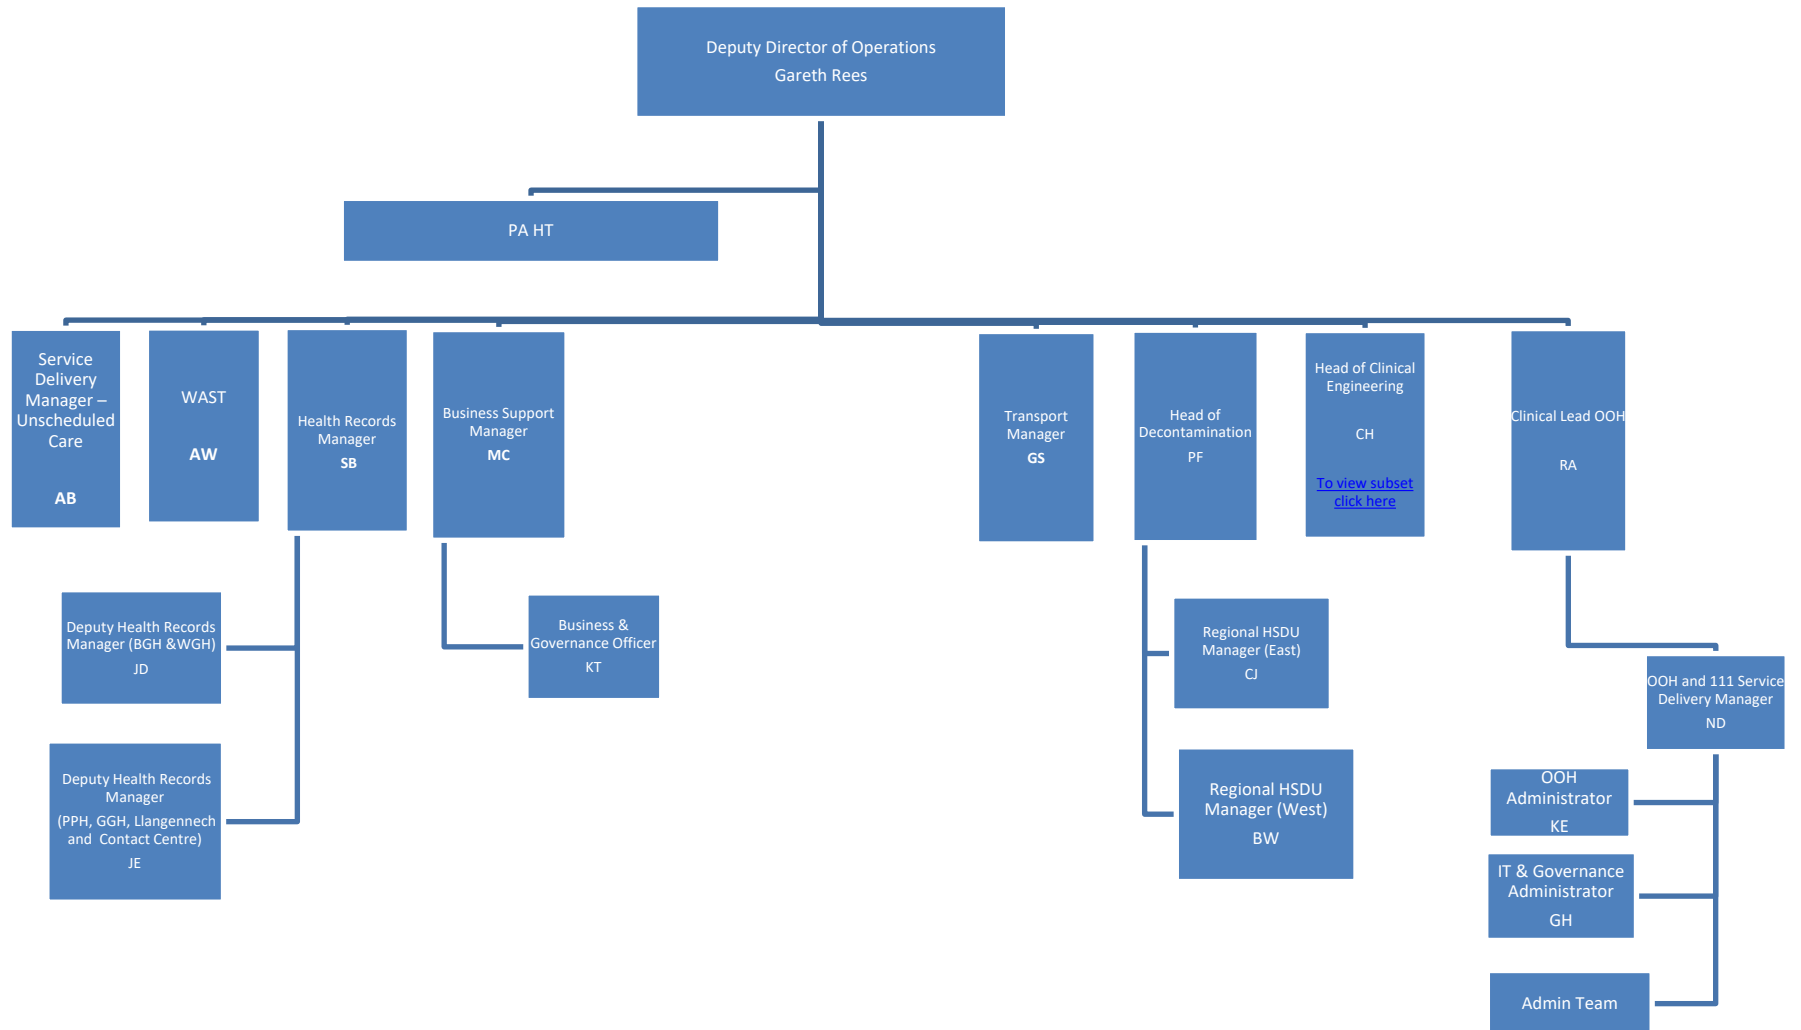 Deputy Director of Operations
Gareth Rees
PA HT
Service
Delivery
Manager –
Unscheduled
Care
AB
WAST
AW
Health Records
Manager
SB
Business Support
Manager
MC
Transport
Manager
GS
Head of
Decontamination
PF
Head of Clinical
Engineering
CH
To view subset
click here
Clinical Lead OOH
RA
Deputy Health Records
Manager (BGH &WGH)
JD
Business &
Governance Officer
KT
Regional HSDU
Manager (East)
CJ
OOH and 111 Service
Delivery Manager
ND
Deputy Health Records
Manager
(PPH, GGH, Llangennech
and  Contact Centre)
JE
Regional HSDU
Manager (West)
BW
OOH
Administrator
KE
IT & Governance
Administrator
GH
Admin Team